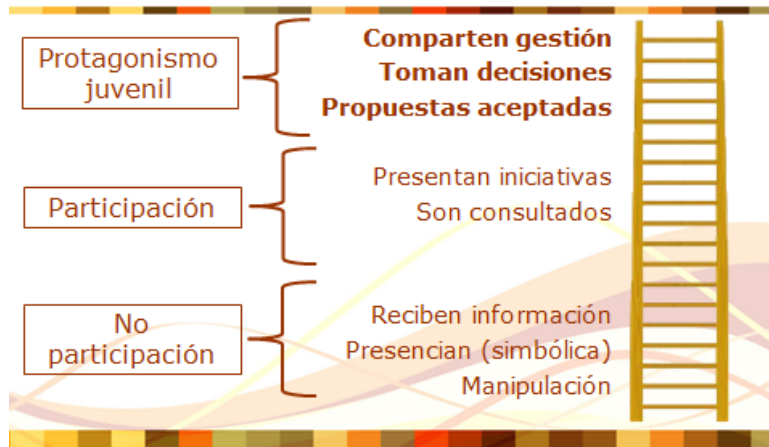 Protagonismo
juvenil
Comparten gestión
Toman decisiones
Propuestas aceptadas
Participación
Presentan iniciativas
Son consultados
No
participación
Reciben información
Presencian (simbólica)
Manipulación